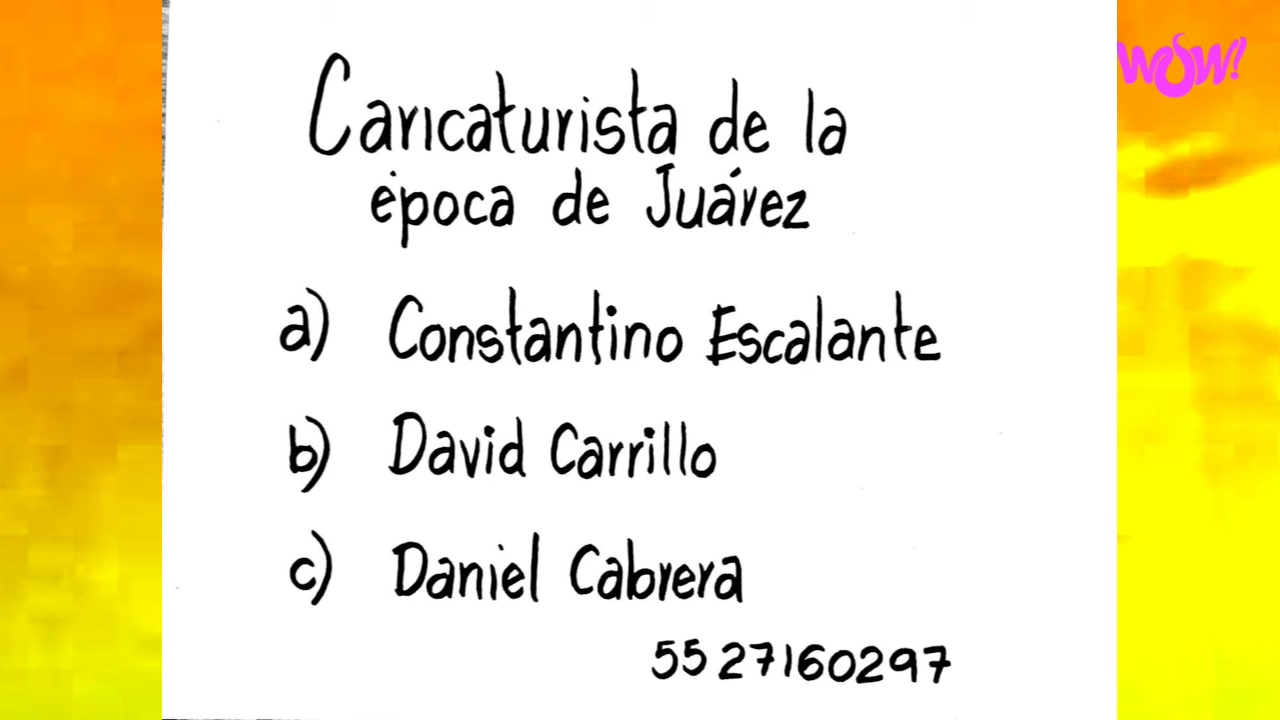 WOW!
Caricaturista de la
época de Juárez
a) Constantino Escalante
b) David Carrillo
c) Daniel Cabrera
55 27160297